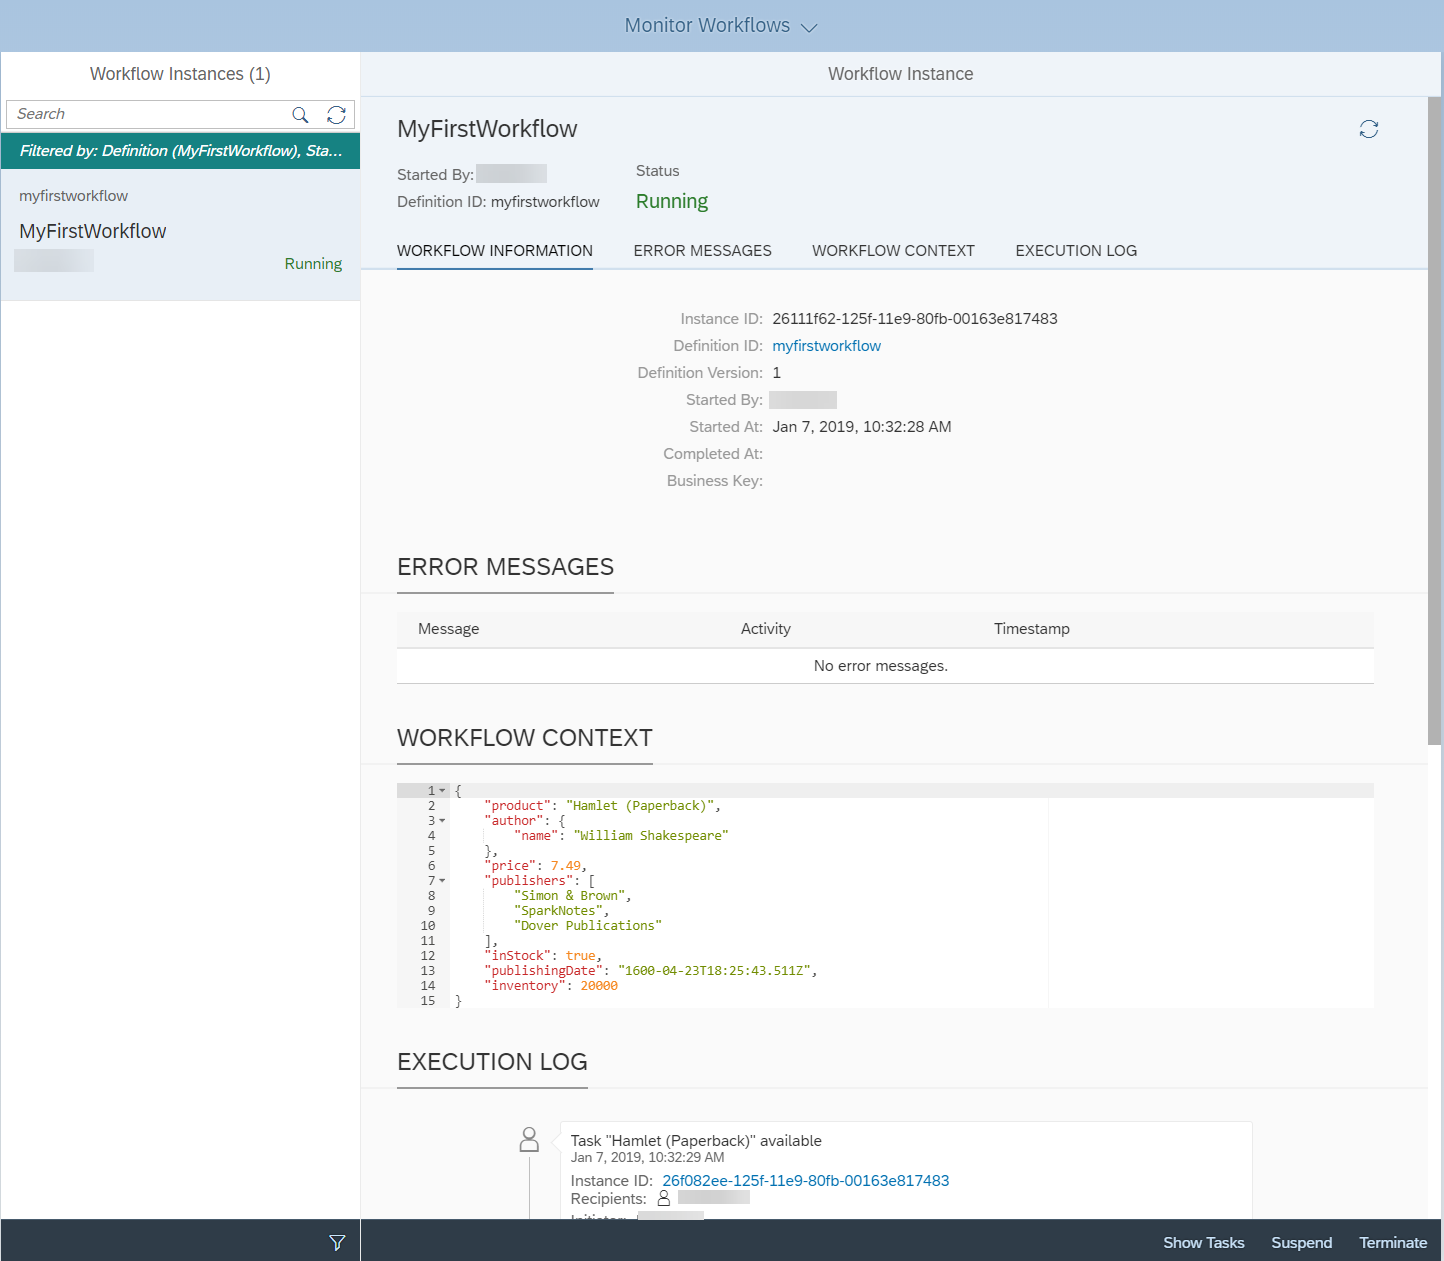 Monitor Workflows
Workflow Instances (1)
Search
Filtered by: Definition (MyFirstWorkflow), Sta...
myfirstworkflow
MyFirstWorkflow
Running
Workflow Instance
MyFirstWorkflow
Started By:
Definition ID: myfirstworkflow
Status
Running
WORKFLOW INFORMATION ERROR MESSAGES WORKFLOW CONTEXT EXECUTION LOG
Instance ID: 26111f62-125f-11e9-80fb-00163e817483
Definition ID: myfirstworkflow
Definition Version: 1
Started By:
Started At: Jan 7, 2019, 10:32:28 AM
Completed At:
Business Key:
ERROR MESSAGES
Message Activity Timestamp
No error messages.
WORKFLOW CONTEXT
1 {
2 "product": "Hamlet (Paperback)",
3 "author": {
4 "name": "William Shakespeare"
5 },
6 "price": 7.49,
7 "publishers": [
8 "Simon & Brown",
9 "SparkNotes",
10 "Dover Publications"
11 ],
12 "inStock": true,
13 "publishingDate": "1600-04-23T18:25:43.511Z",
14 "inventory": 20000
15 }
EXECUTION LOG
Task "Hamlet (Paperback)" available
Jan 7, 2019, 10:32:29 AM
Instance ID: 26f082ee-125f-11e9-80fb-00163e817483
Recipients:
Initiator:
Show Tasks Suspend Terminate